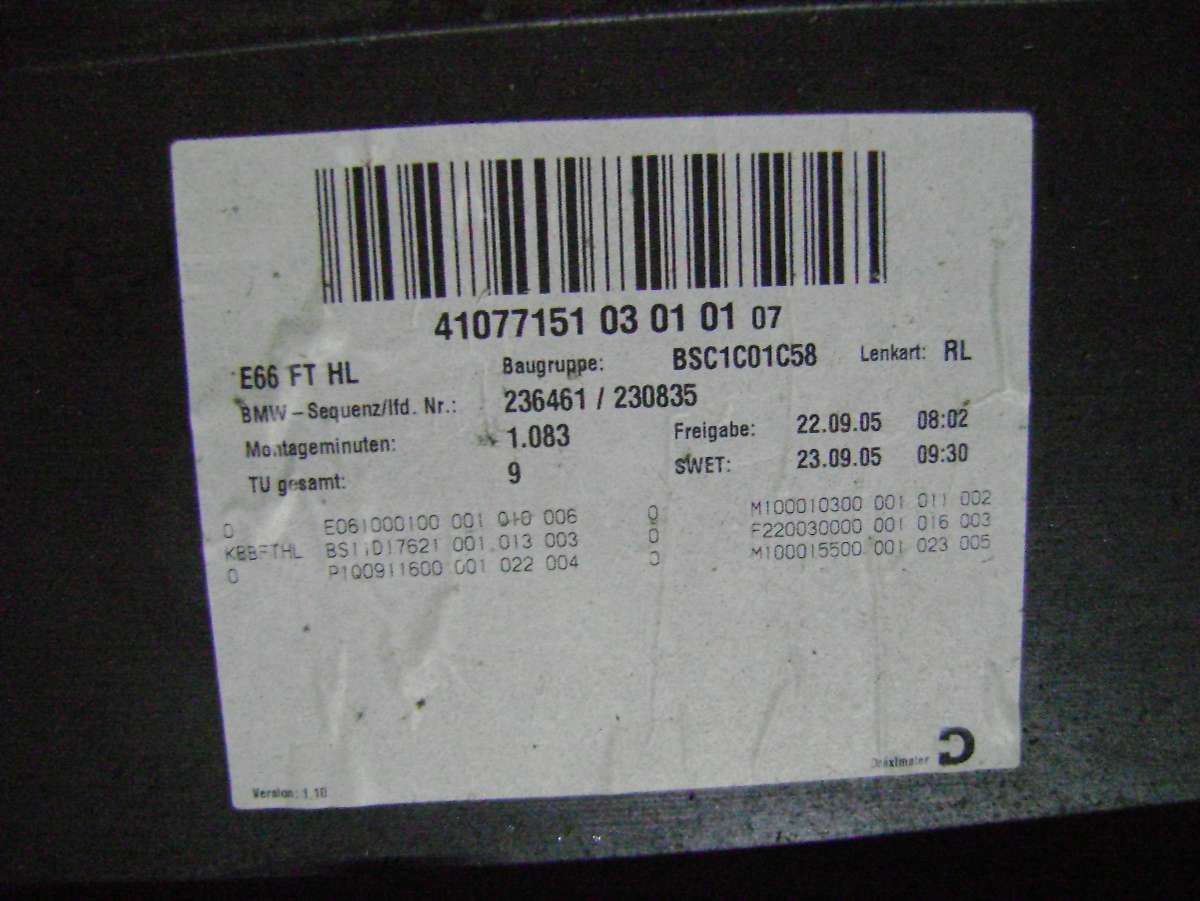 41077151 03 01 01 07
E66 FT HL Baugruppe: BSC1C01C58 Lenkart: RL
BMW-Sequenz/lfd. Nr.: 236461 / 230835
Montageminuten: 1.083 Freigabe: 22.09.05 08:02
TU gesamt: 9 SWET: 23.09.05 09:30
0 E061000100 001 010 006 0 M100010300 001 011 002
KBBFTHL BS11D17621 001 013 003 0 F220030000 001 016 003
0 P1Q0911600 001 022 004 0 M100015500 001 023 005
Draexlmaier
Version: 1.10